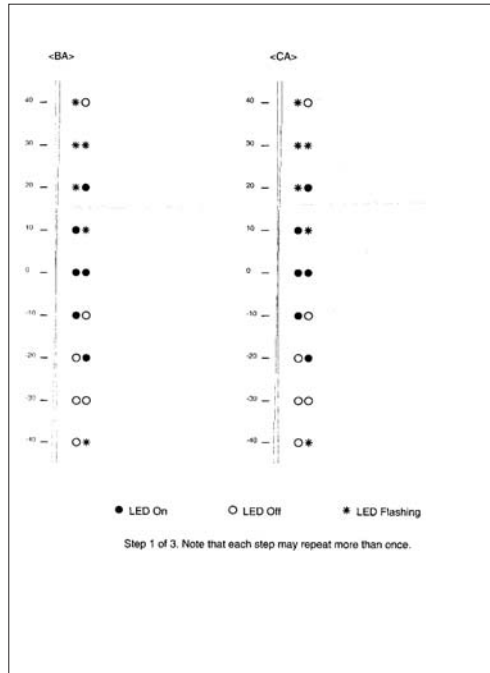 <BA> <CA>
40 — ✷○ 40 — ✷○
30 — ✷✷ 30 — ✷✷
20 — ✷● 20 — ✷●
10 — ●✷ 10 — ●✷
0 — ●● 0 — ●●
-10 — ●○ -10 — ●○
-20 — ○● -20 — ○●
-30 — ○○ -30 — ○○
-40 — ○✷ -40 — ○✷
● LED On ○ LED Off ✷ LED Flashing
Step 1 of 3. Note that each step may repeat more than once.